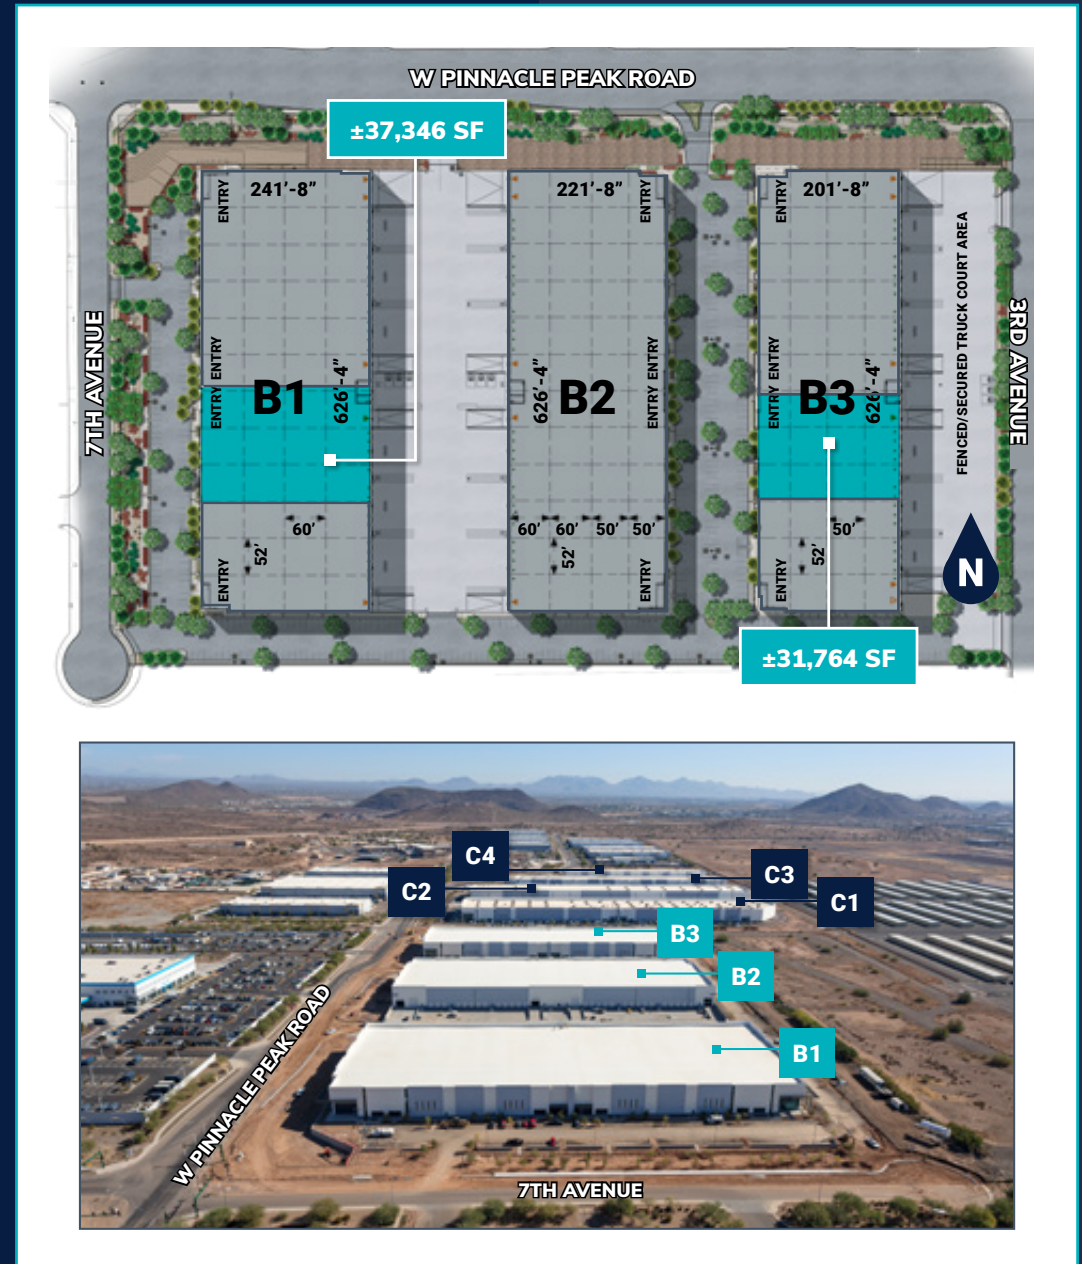 W PINNACLE PEAK ROAD
±37,346 SF
241’-8”
221’-8”
201’-8”
ENTRY
ENTRY
ENTRY
7TH AVENUE
3RD AVENUE
FENCED/SECURED TRUCK COURT AREA
ENTRY
ENTRY
ENTRY
ENTRY
ENTRY
ENTRY
B1
626’-4”
626’-4”
B2
B3
626’-4”
60’
52’
60’
60’
50’
50’
52’
50’
52’
ENTRY
ENTRY
ENTRY
N
±31,764 SF
C4
C3
C2
C1
B3
B2
B1
W PINNACLE PEAK ROAD
7TH AVENUE